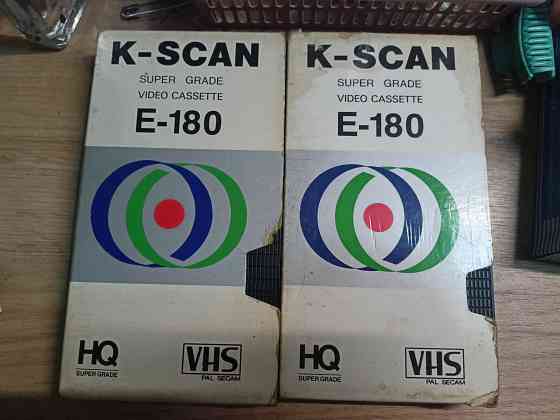 K-SCAN
SUPER GRADE
VIDEO CASSETTE
E-180
HQ
SUPER GRADE
VHS
PAL SECAM
K-SCAN
SUPER GRADE
VIDEO CASSETTE
E-180
HQ
SUPER GRADE
VHS
PAL SECAM